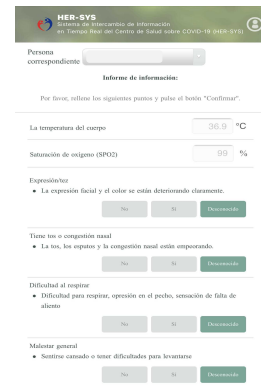 HER-SYS
Sistema de Intercambio de Información
en Tiempo Real del Centro de Salud sobre COVID-19 (HER-SYS)
Persona
correspondiente
Informe de información:
Por favor, rellene los siguientes puntos y pulse el botón "Confirmar".
La temperatura del cuerpo 36.9 °C
Saturación de oxígeno (SPO2) 99 %
Expresión/tez
• La expresión facial y el color se están deteriorando claramente.
No Sí Desconocido
Tiene tos o congestión nasal
• La tos, los esputos y la congestión nasal están empeorando.
No Sí Desconocido
Dificultad al respirar
• Dificultad para respirar, opresión en el pecho, sensación de falta de
aliento
No Sí Desconocido
Malestar general
• Sentirse cansado o tener dificultades para levantarse
No Sí Desconocido